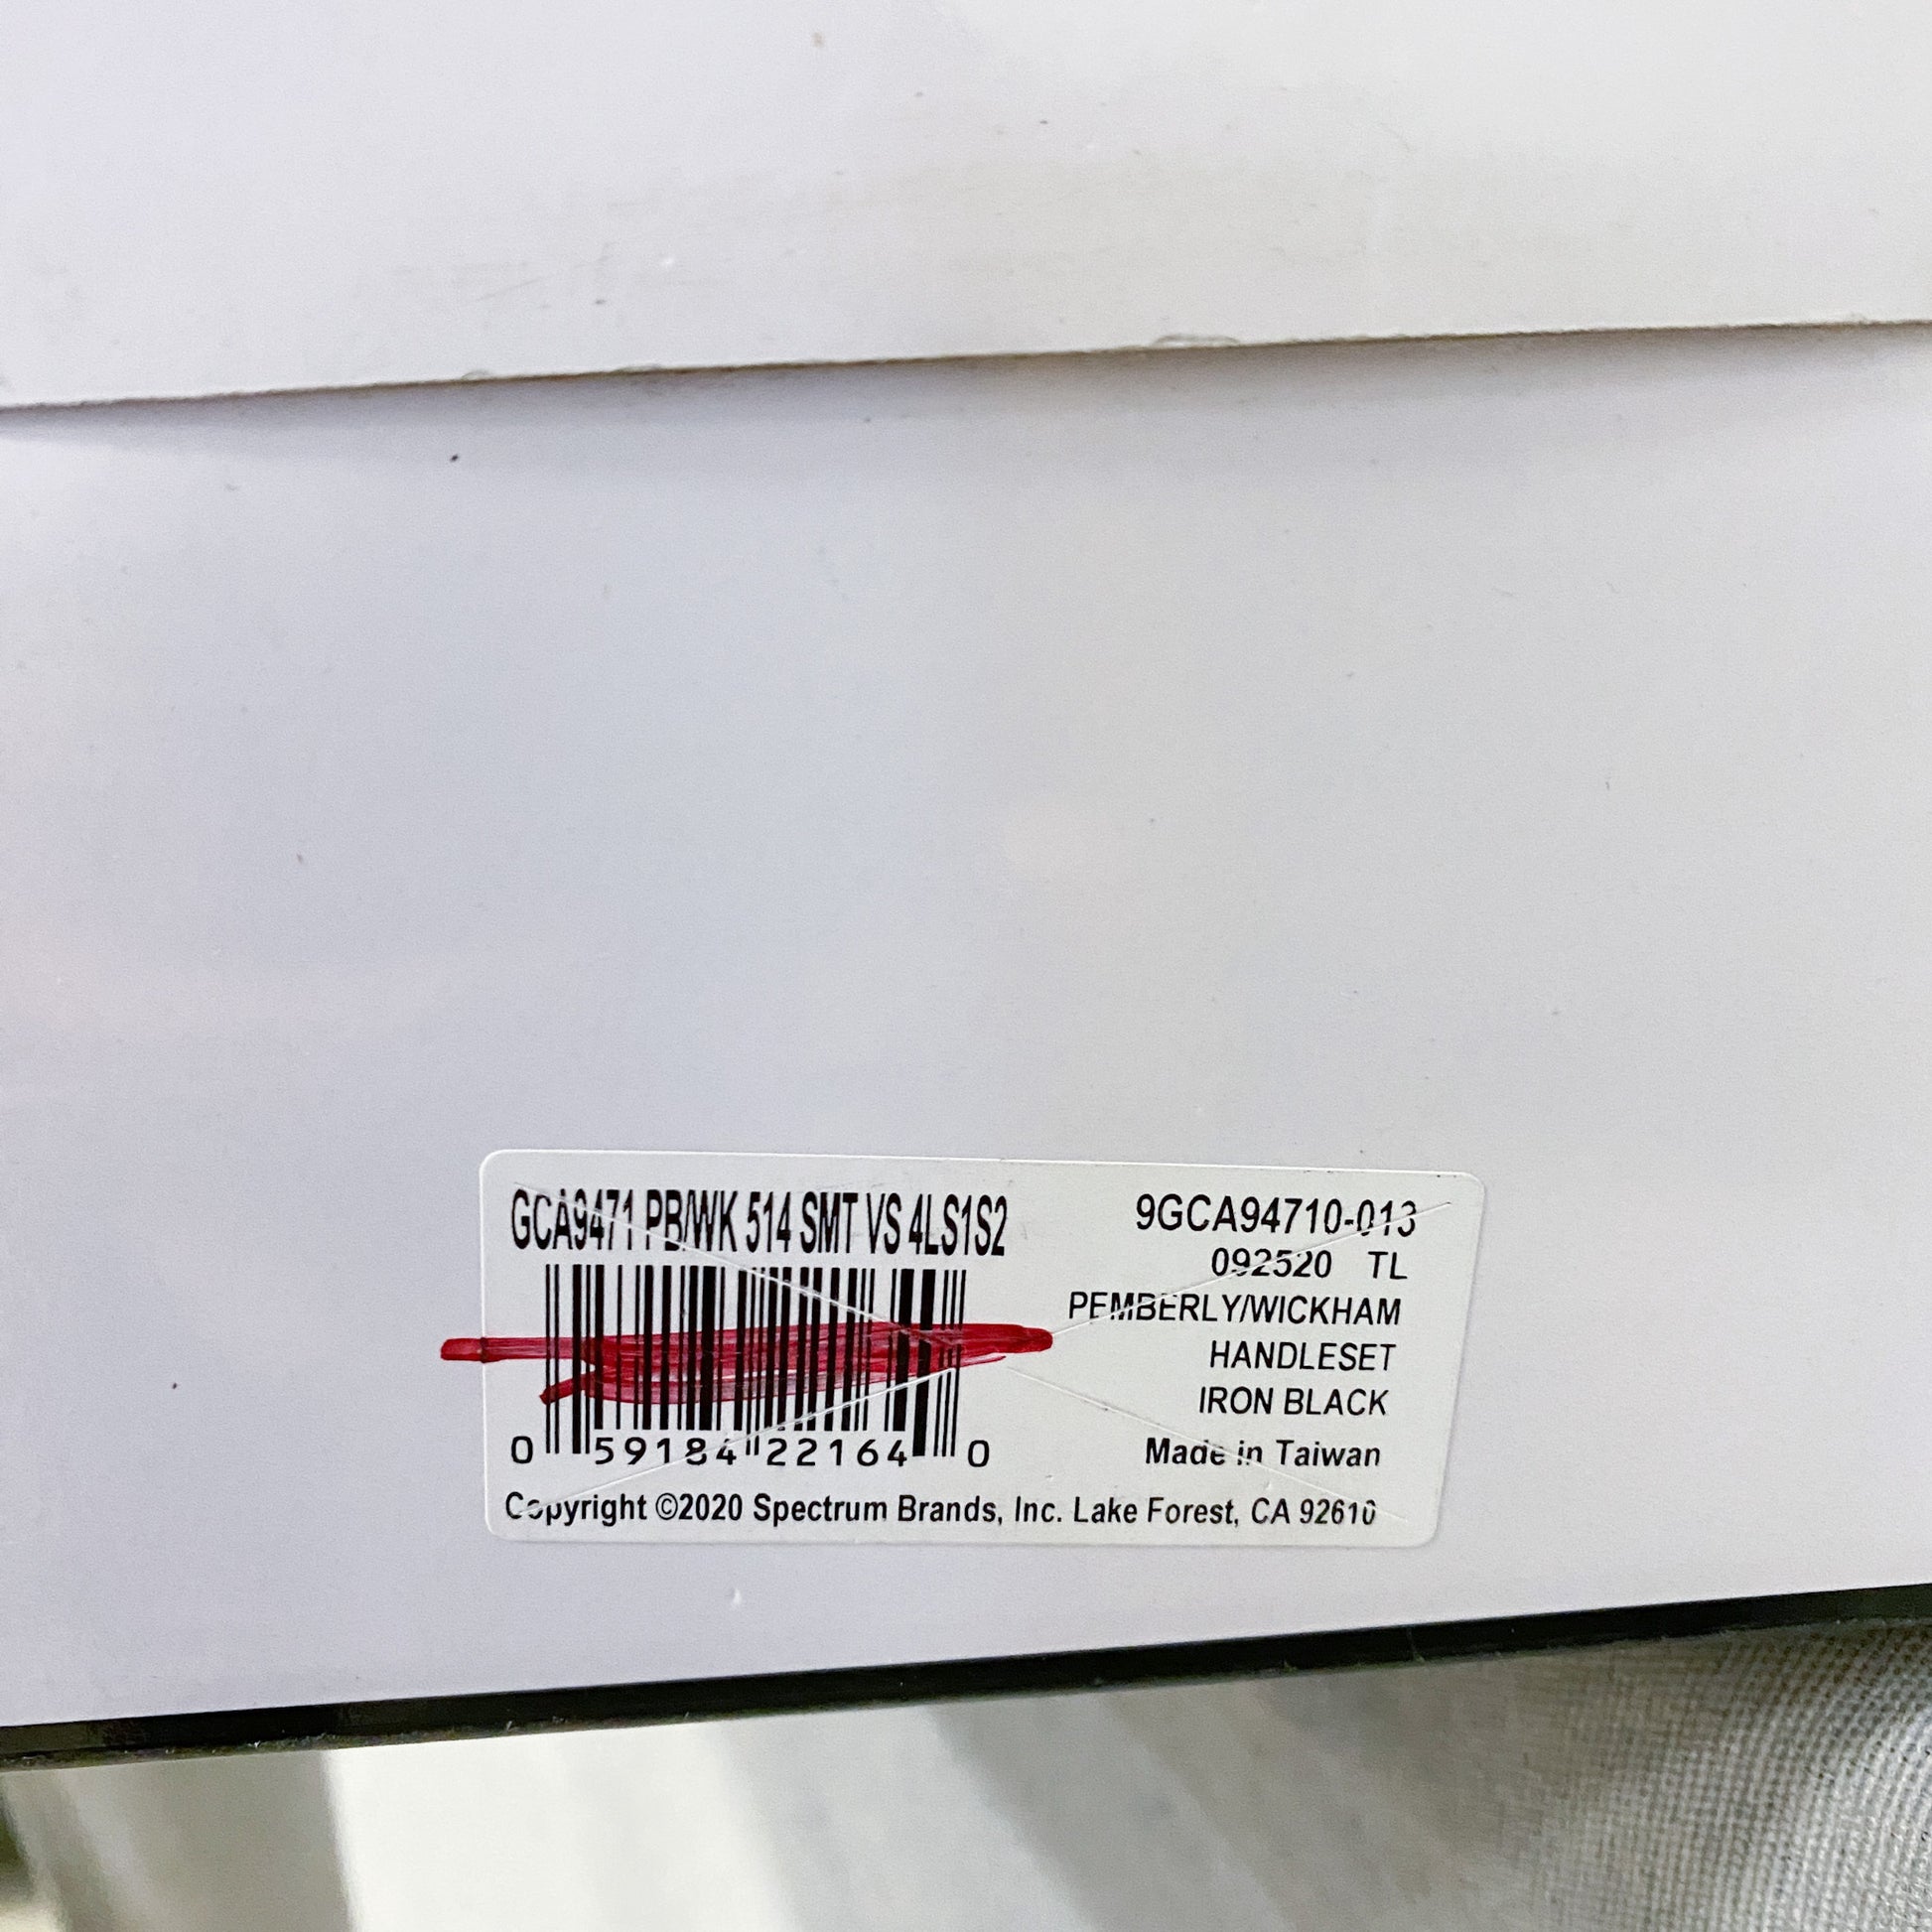 GCA9471 PB/WK 514 SMT VS 4LS1S2
9GCA94710-013
092520 TL
PEMBERLY/WICKHAM
HANDLESET
IRON BLACK
0 59184 22164 0
Made in Taiwan
Copyright ©2020 Spectrum Brands, Inc. Lake Forest, CA 92610